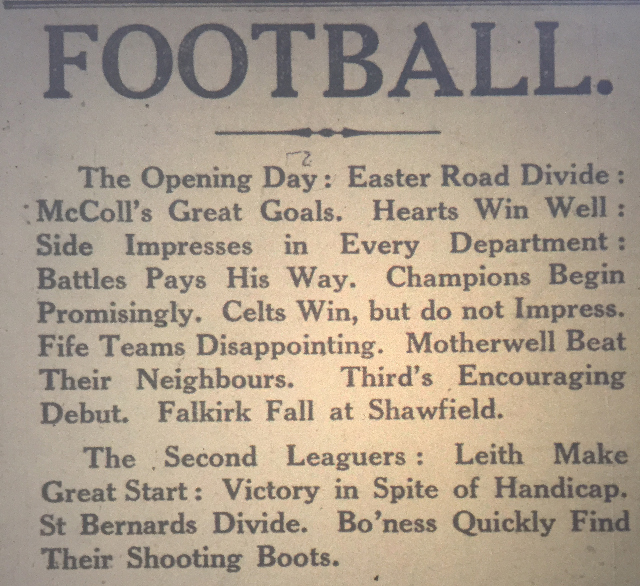 FOOTBALL.
The Opening Day: Easter Road Divide:
McColl's Great Goals. Hearts Win Well:
Side Impresses in Every Department:
Battles Pays His Way. Champions Begin
Promisingly. Celts Win, but do not Impress.
Fife Teams Disappointing. Motherwell Beat
Their Neighbours. Third's Encouraging
Debut. Falkirk Fall at Shawfield.
The Second Leaguers: Leith Make
Great Start: Victory in Spite of Handicap.
St Bernards Divide. Bo'ness Quickly Find
Their Shooting Boots.